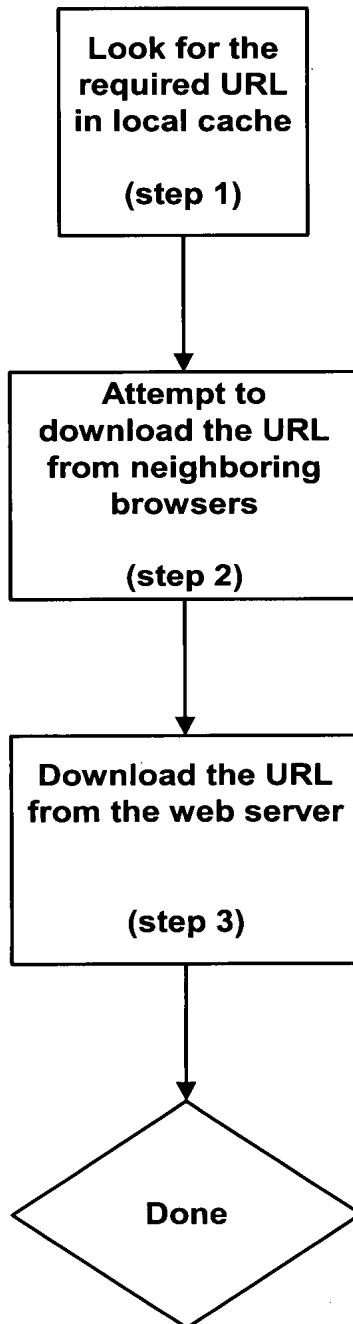 Look for the
required URL
in local cache
(step 1)
Attempt to
download the URL
from neighboring
browsers
(step 2)
Download the URL
from the web server
(step 3)
Done